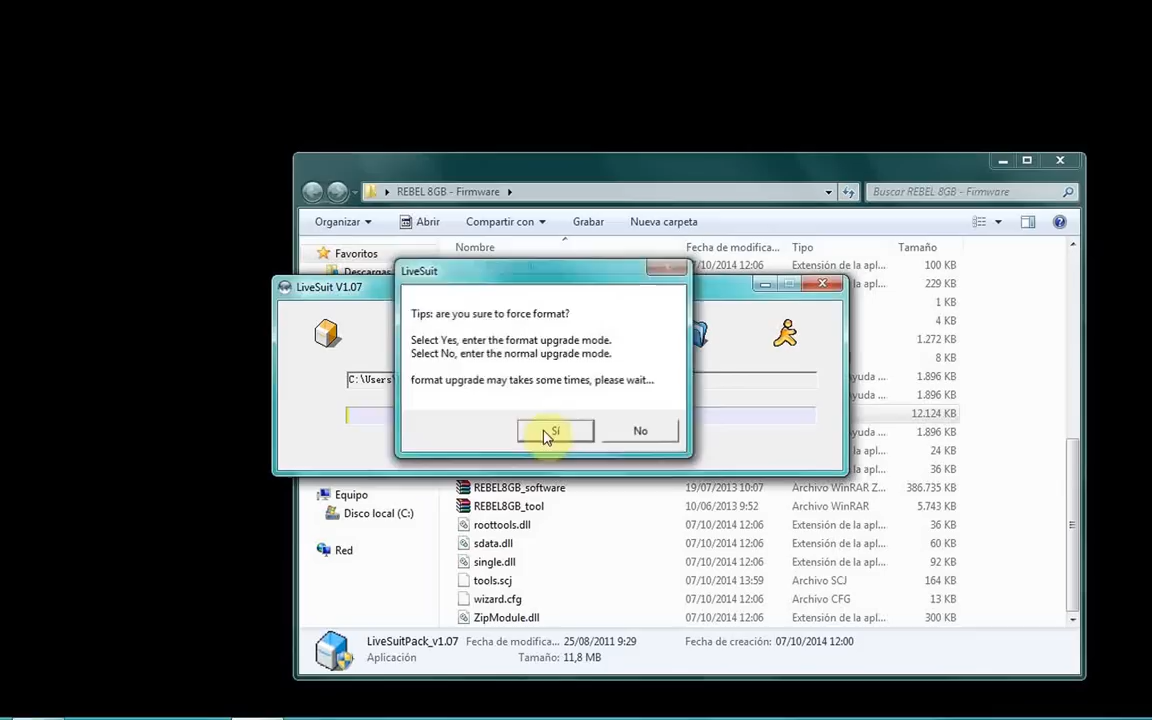 REBEL 8GB - Firmware
Buscar REBEL 8GB - Firmware
Organizar
Abrir
Compartir con
Grabar
Nueva carpeta
Favoritos
Nombre
Fecha de modifica...
Tipo
Tamaño
/10/2014 12:06
Extensión de la apl...
100 KB
LiveSuit V1.07
LiveSuit
229 KB
1 KB
4 KB
1.272 KB
8 KB
1.896 KB
1.895 KB
12.124 KB
1.896 KB
24 KB
36 KB
C:\Users\
Tips: are you sure to force format?
Select Yes, enter the format upgrade mode.
Select No, enter the normal upgrade mode.
format upgrade may takes some times, please wait...
Sí
No
Equipo
Disco local (C:)
Red
REBEL8GB_software 19/07/2013 10:07 Archivo WinRAR Z... 386.735 KB
REBEL8GB_tool 10/06/2013 9:52 Archivo WinRAR 5.743 KB
roottools.dll 07/10/2014 12:06 Extensión de la apl... 36 KB
sdata.dll 07/10/2014 12:06 Extensión de la apl... 60 KB
single.dll 07/10/2014 12:06 Extensión de la apl... 92 KB
tools.scj 07/10/2014 13:59 Archivo SCJ 164 KB
wizard.cfg 07/10/2014 12:06 Archivo CFG 13 KB
ZipModule.dll 07/10/2014 12:06 Extensión de la apl... 300 KB
LiveSuitPack_v1.07 Fecha de modifica... 25/08/2011 9:29 Fecha de creación: 07/10/2014 12:00
Aplicación Tamaño: 11,8 MB